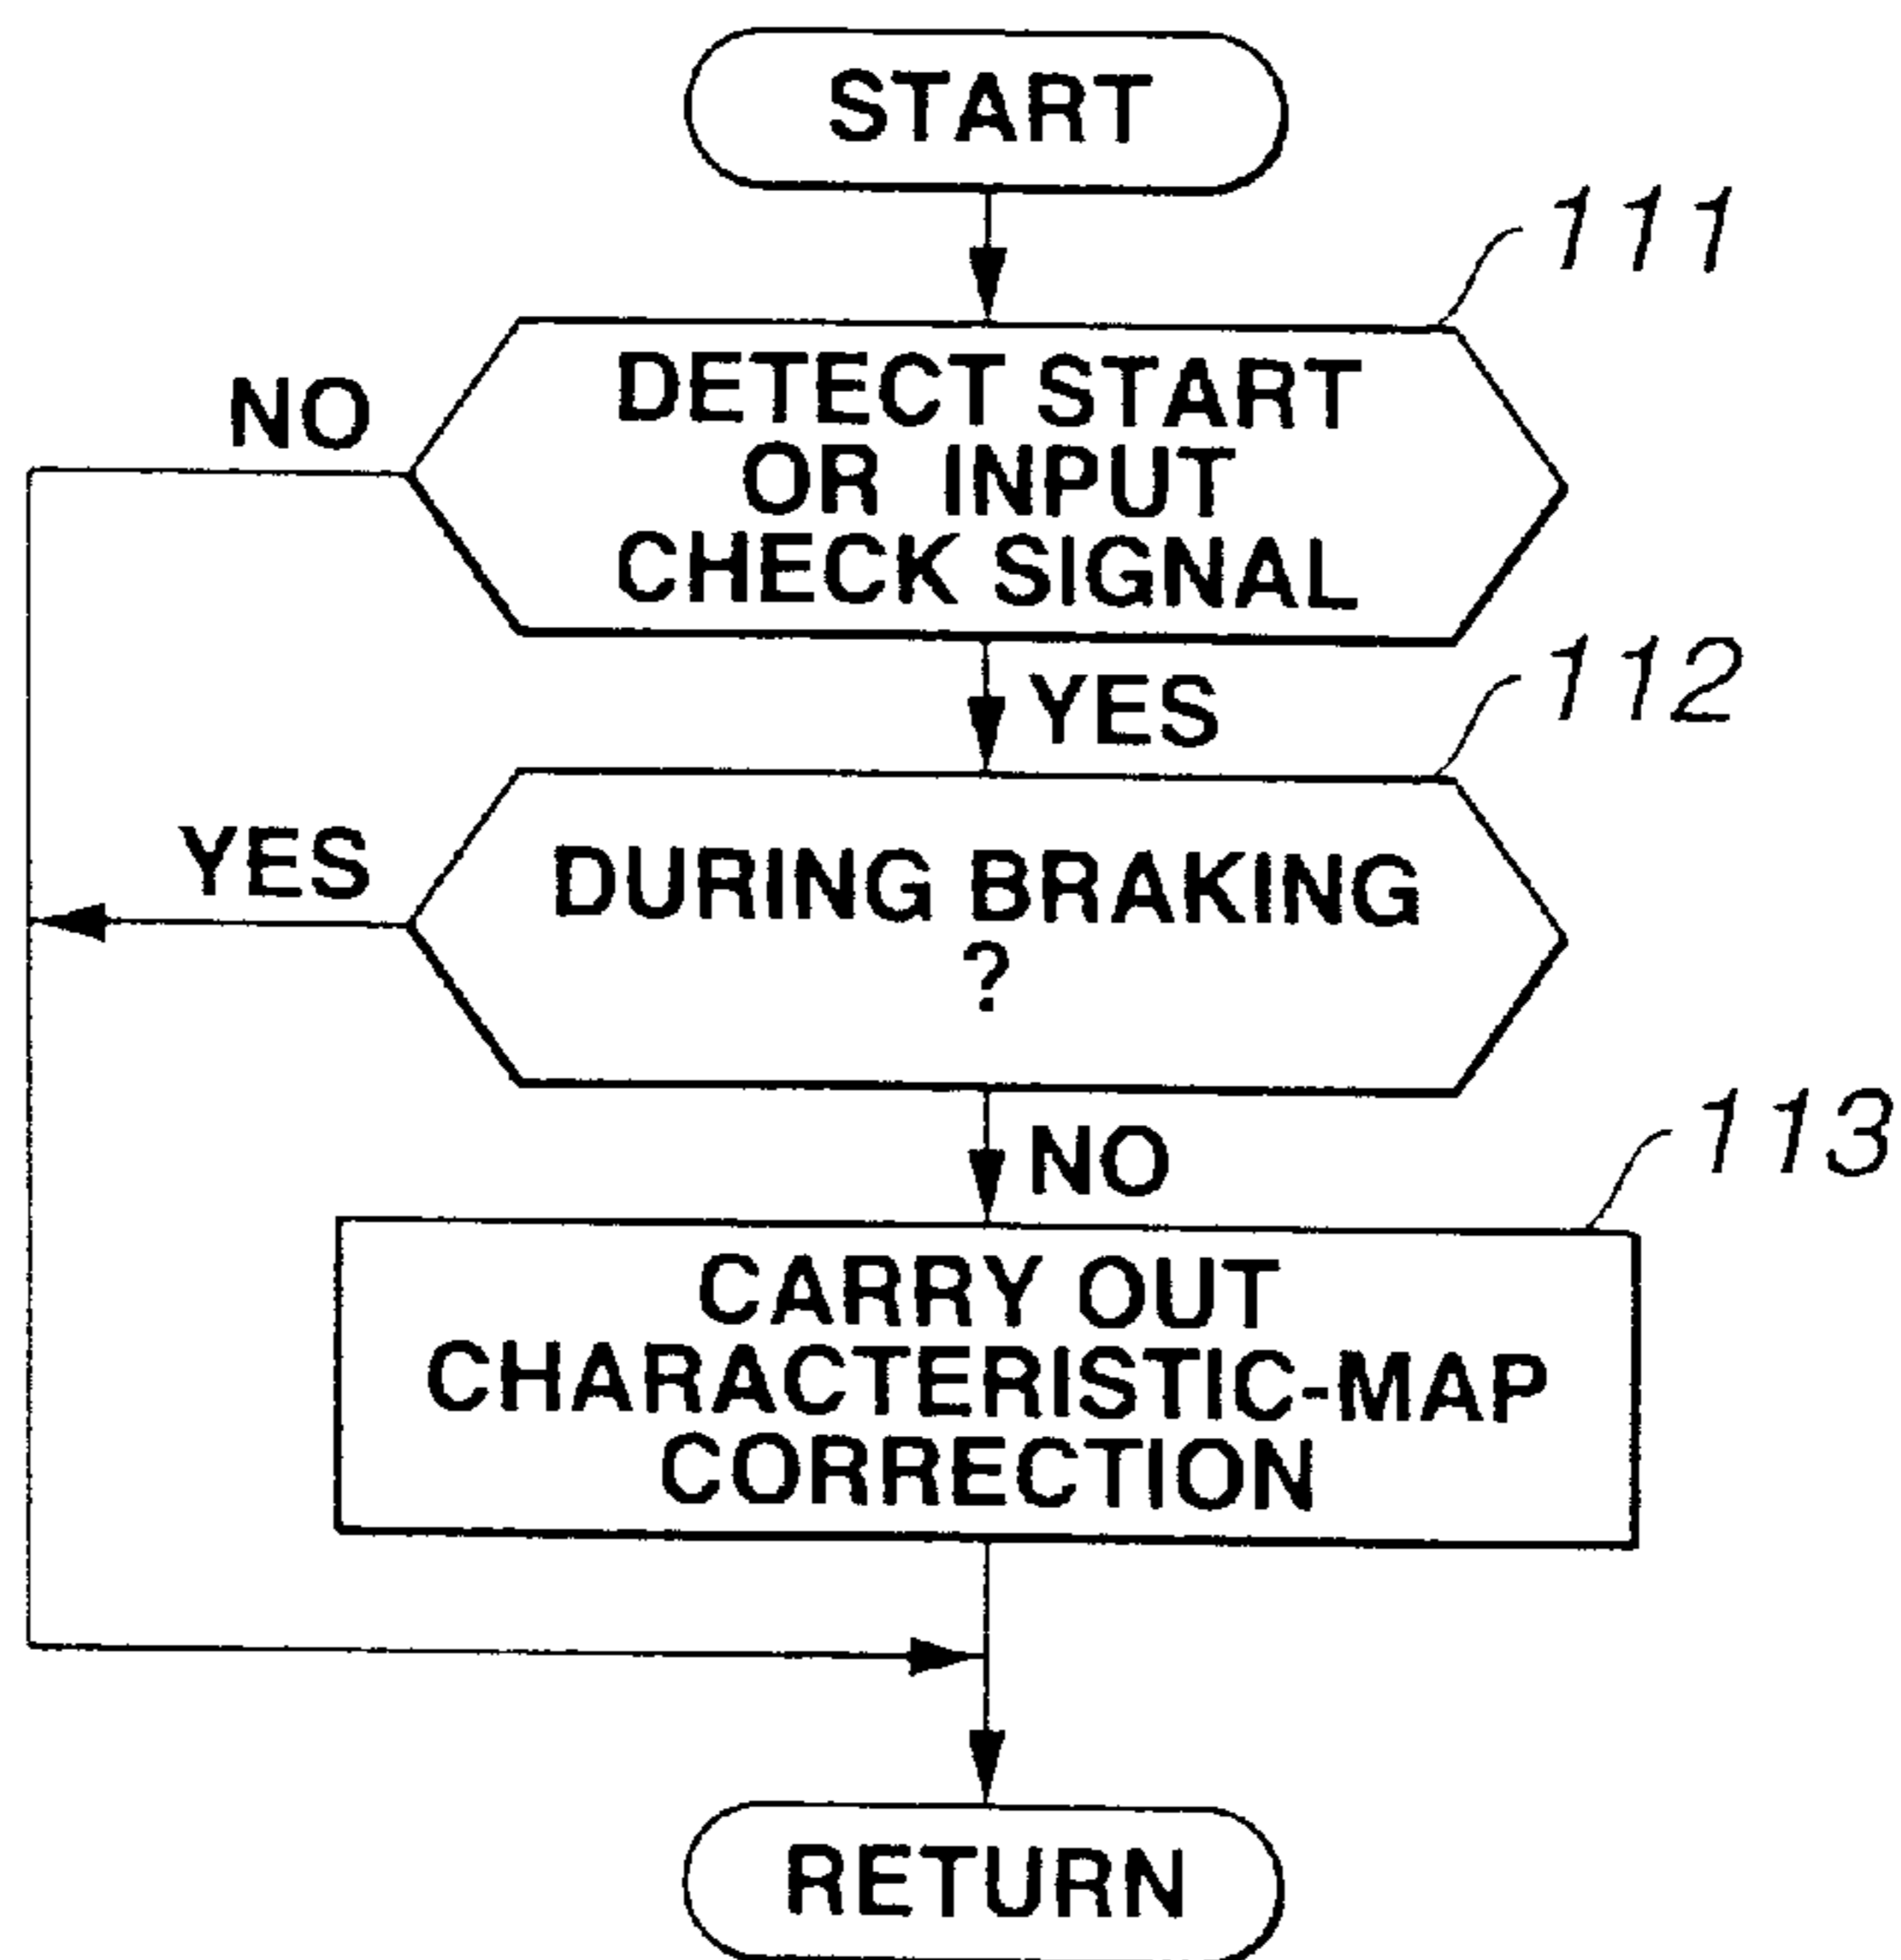 START
111
DETECT START
OR INPUT
CHECK SIGNAL
NO
YES
112
DURING BRAKING
?
YES
NO
113
CARRY OUT
CHARACTERISTIC-MAP
CORRECTION
RETURN